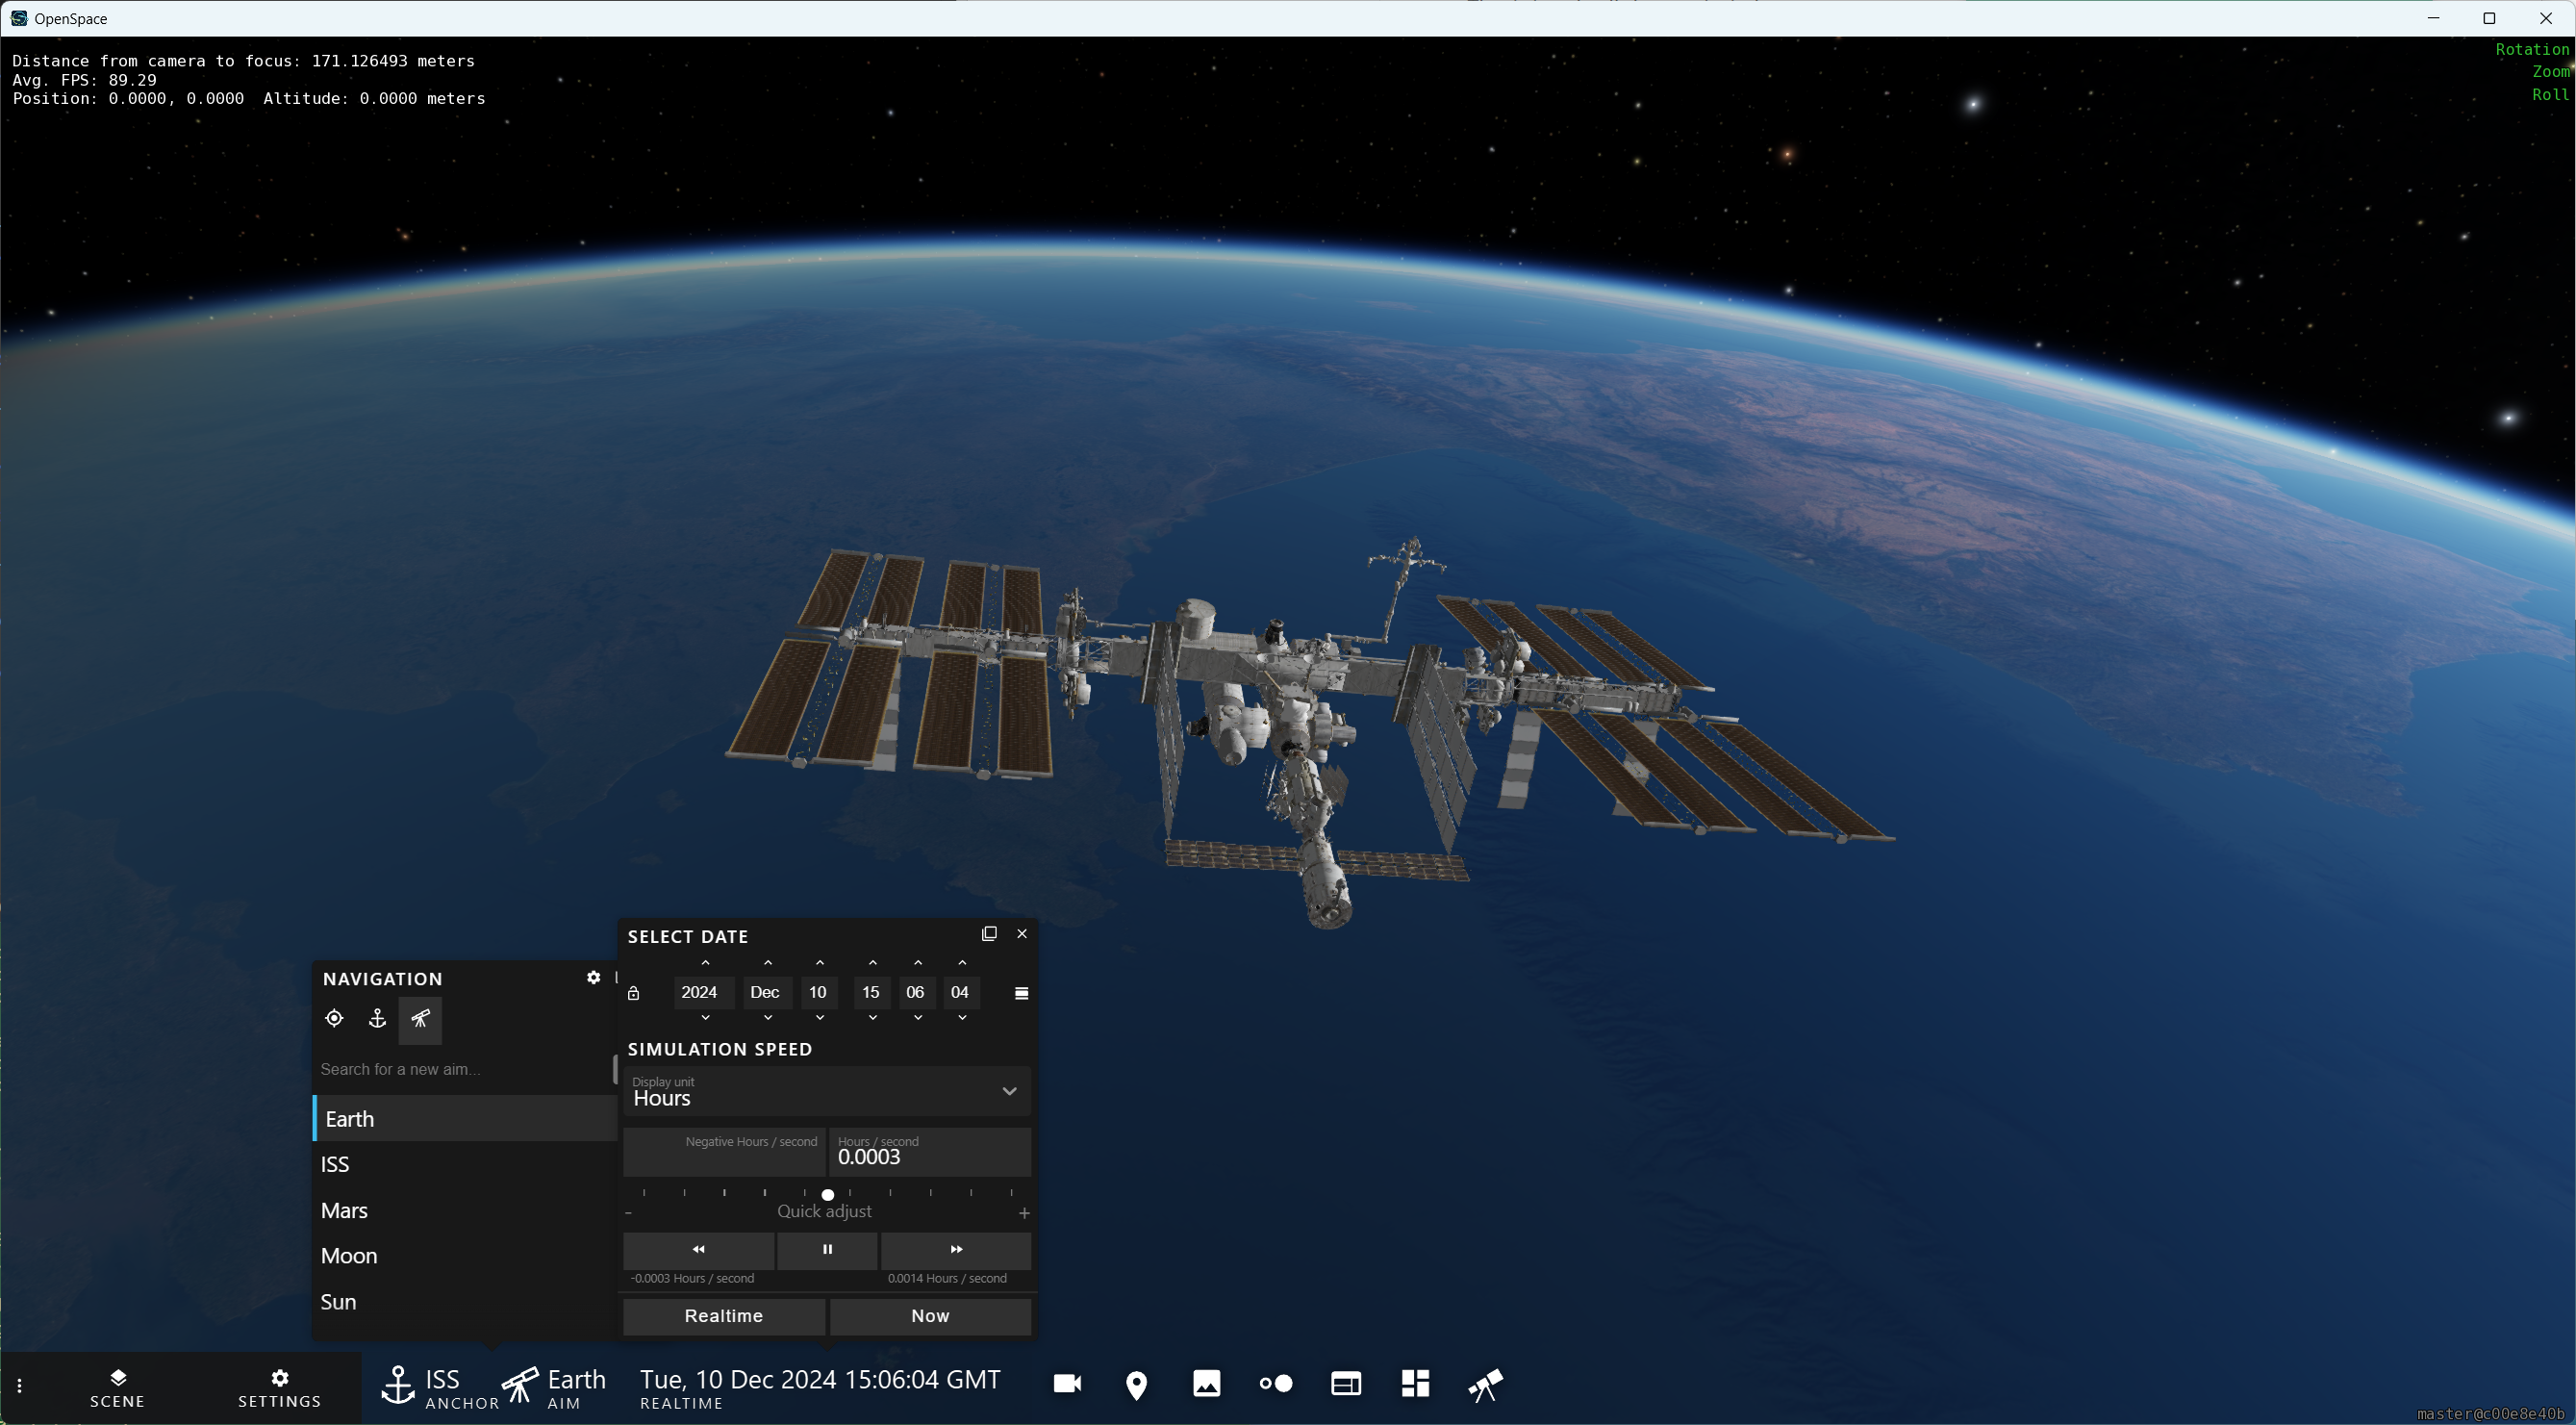 OpenSpace
Distance from camera to focus: 171.126493 meters
Avg. FPS: 89.29
Position: 0.0000, 0.0000  Altitude: 0.0000 meters
Rotation
Zoom
Roll
NAVIGATION
Search for a new aim...
Earth
ISS
Mars
Moon
Sun
SELECT DATE
2024 Dec 10 15 06 04
SIMULATION SPEED
Display unit
Hours
Negative Hours / second
Hours / second
0.0003
- Quick adjust +
-0.0003 Hours / second
0.0014 Hours / second
Realtime
Now
SCENE
SETTINGS
ISS
ANCHOR
Earth
AIM
Tue, 10 Dec 2024 15:06:04 GMT
REALTIME
master@c00e8e40b